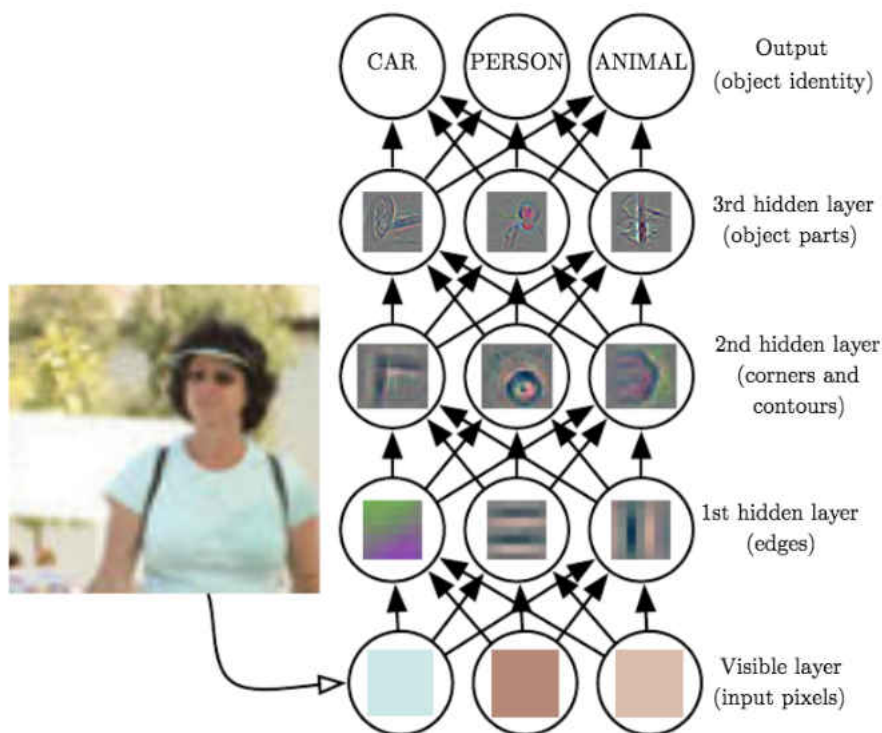 CAR
PERSON
ANIMAL
Output
(object identity)
3rd hidden layer
(object parts)
2nd hidden layer
(corners and
contours)
1st hidden layer
(edges)
Visible layer
(input pixels)